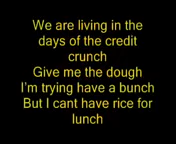 We are living in the
days of the credit
crunch
Give me the dough
I'm trying have a bunch
But I cant have rice for
lunch